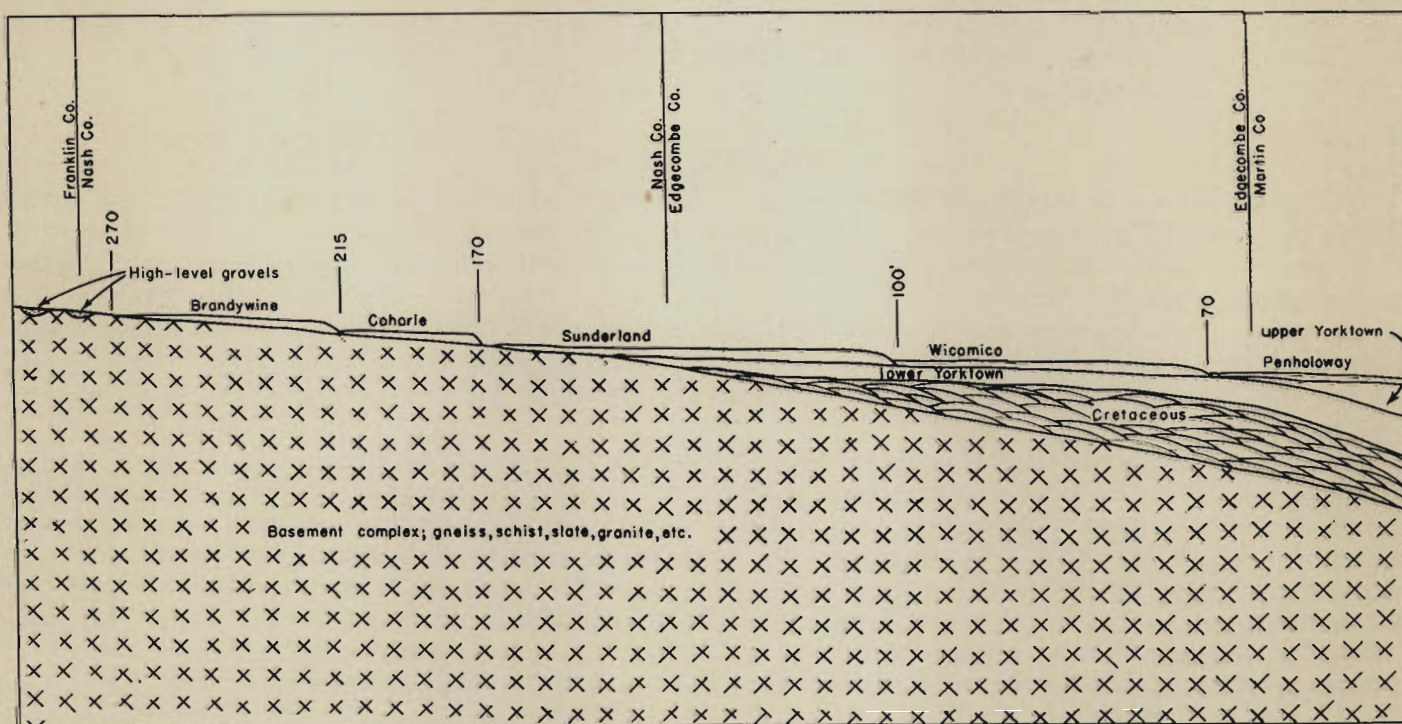 Franklin Co.
Nash Co.
Nash Co.
Edgecombe Co.
Edgecombe Co.
Martin Co
270
215
170
100'
70
High-level gravels
Brandywine
Coharie
Sunderland
Wicomico
upper Yorktown
Penholoway
lower Yorktown
Cretaceous
Basement complex; gneiss, schist, slate, granite, etc.